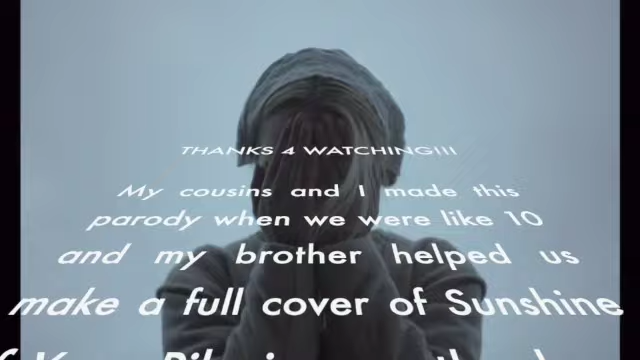 THANKS 4 WATCHING!!!
My cousins and I made this
parody when we were like 10
and my brother helped us
make a full cover of Sunshine